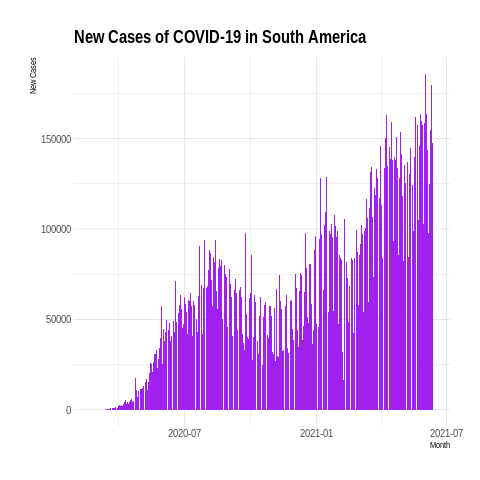 New Cases of COVID-19 in South America
New Cases
150000
100000
50000
0
2020-07
2021-01
2021-07
Month